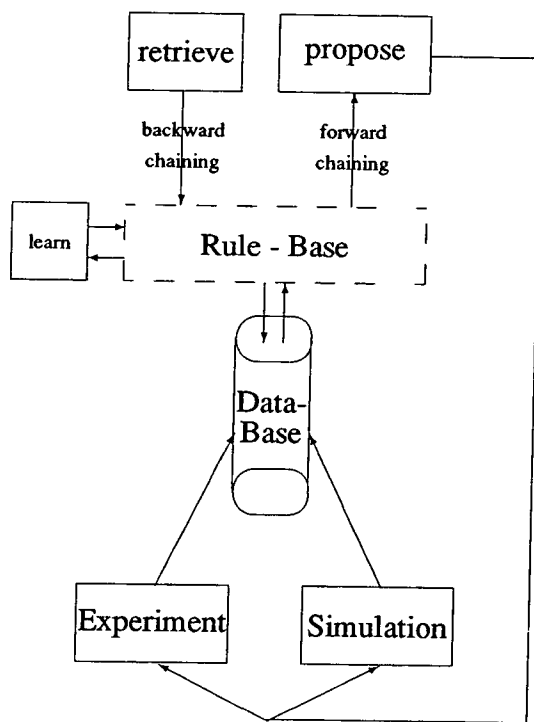 retrieve
propose
backward
chaining
forward
chaining
learn
Rule - Base
Data-
Base
Experiment
Simulation